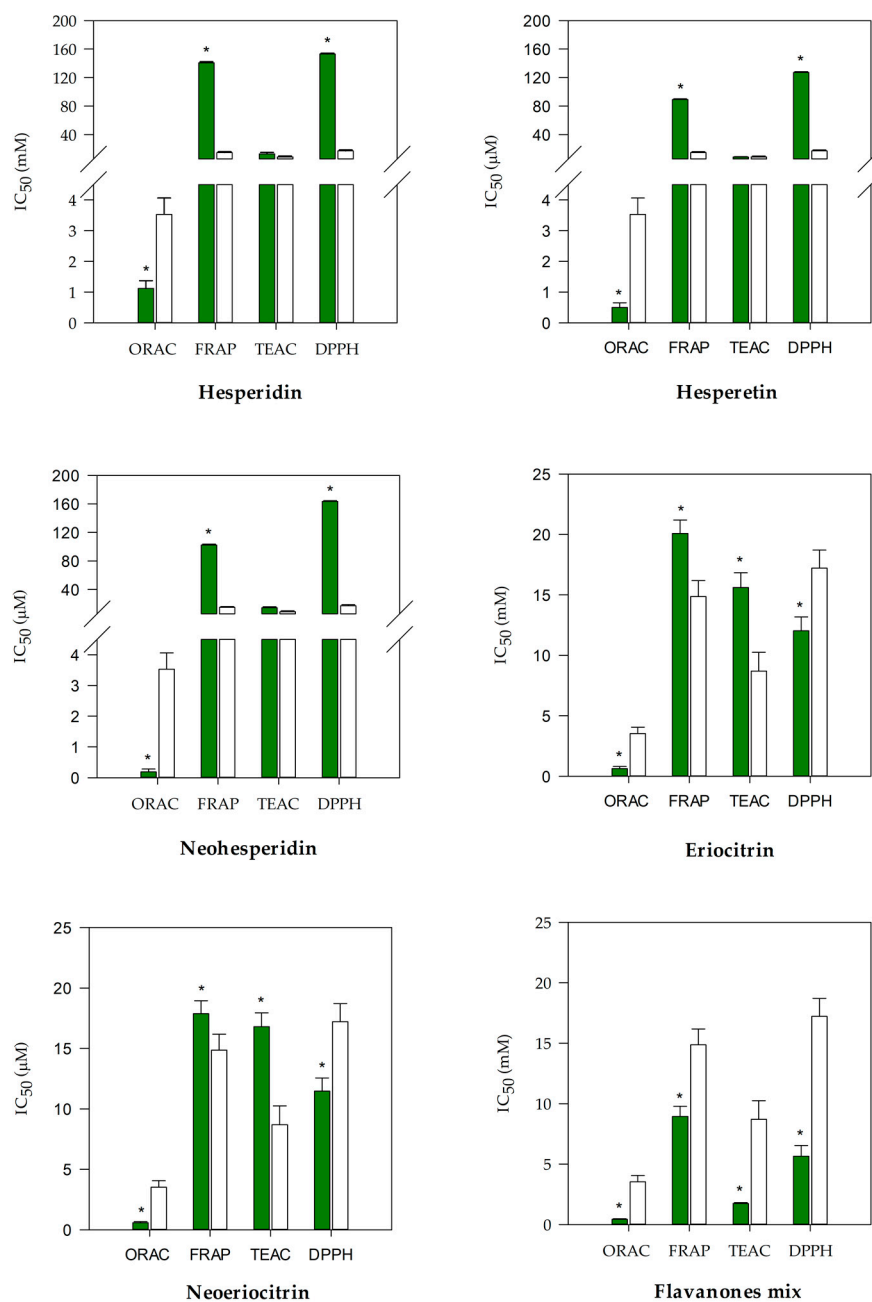 200
160
120
80
40
4
3
2
1
0
IC50 (mM)
* * * 
ORAC FRAP TEAC DPPH
Hesperidin
200
160
120
80
40
4
3
2
1
0
IC50 (μM)
* * *
ORAC FRAP TEAC DPPH
Hesperetin
200
160
120
80
40
4
3
2
1
0
IC50 (μM)
* * *
ORAC FRAP TEAC DPPH
Neohesperidin
25
20
15
10
5
0
IC50 (mM)
* * * *
ORAC FRAP TEAC DPPH
Eriocitrin
25
20
15
10
5
0
IC50 (μM)
* * * *
ORAC FRAP TEAC DPPH
Neoeriocitrin
25
20
15
10
5
0
IC50 (mM)
* * * *
ORAC FRAP TEAC DPPH
Flavanones mix